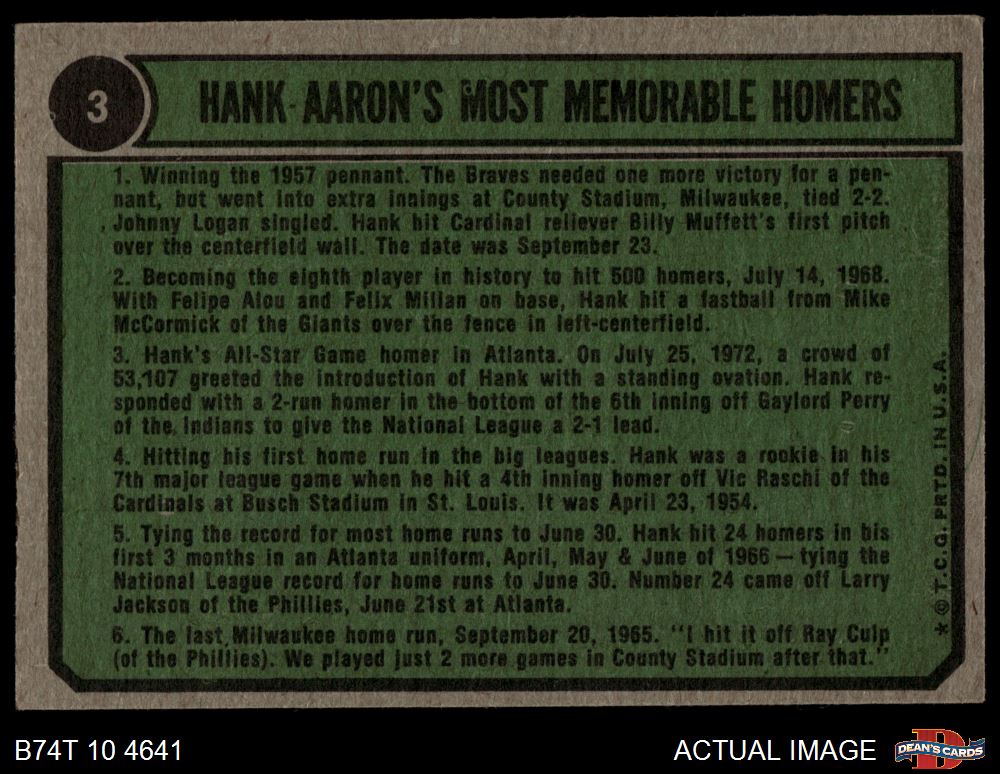 3
HANK AARON'S MOST MEMORABLE HOMERS
1. Winning the 1957 pennant. The Braves needed one more victory for a pen-
nant, but went into extra innings at County Stadium, Milwaukee, tied 2-2.
Johnny Logan singled. Hank hit Cardinal reliever Billy Muffett's first pitch
over the centerfield wall. The date was September 23.
2. Becoming the eighth player in history to hit 500 homers, July 14, 1968.
With Felipe Alou and Felix Millan on base, Hank hit a fastball from Mike
McCormick of the Giants over the fence in left-centerfield.
3. Hank's All-Star Game homer in Atlanta. On July 25, 1972, a crowd of
53,107 greeted the introduction of Hank with a standing ovation. Hank re-
sponded with a 2-run homer in the bottom of the 6th inning off Gaylord Perry
of the Indians to give the National League a 2-1 lead.
4. Hitting his first home run in the big leagues. Hank was a rookie in his
7th major league game when he hit a 4th inning homer off Vic Raschi of the
Cardinals at Busch Stadium in St. Louis. It was April 23, 1954.
5. Tying the record for most home runs to June 30. Hank hit 24 homers in his
first 3 months in an Atlanta uniform, April, May & June of 1966 — tying the
National League record for home runs to June 30. Number 24 came off Larry
Jackson of the Phillies, June 21st at Atlanta.
6. The last Milwaukee home run, September 20, 1965. "I hit it off Ray Culp
(of the Phillies). We played just 2 more games in County Stadium after that."
* © T.C.G. PRTD. IN U.S.A.
B74T 10 4641
ACTUAL IMAGE
D
DEAN'S CARDS